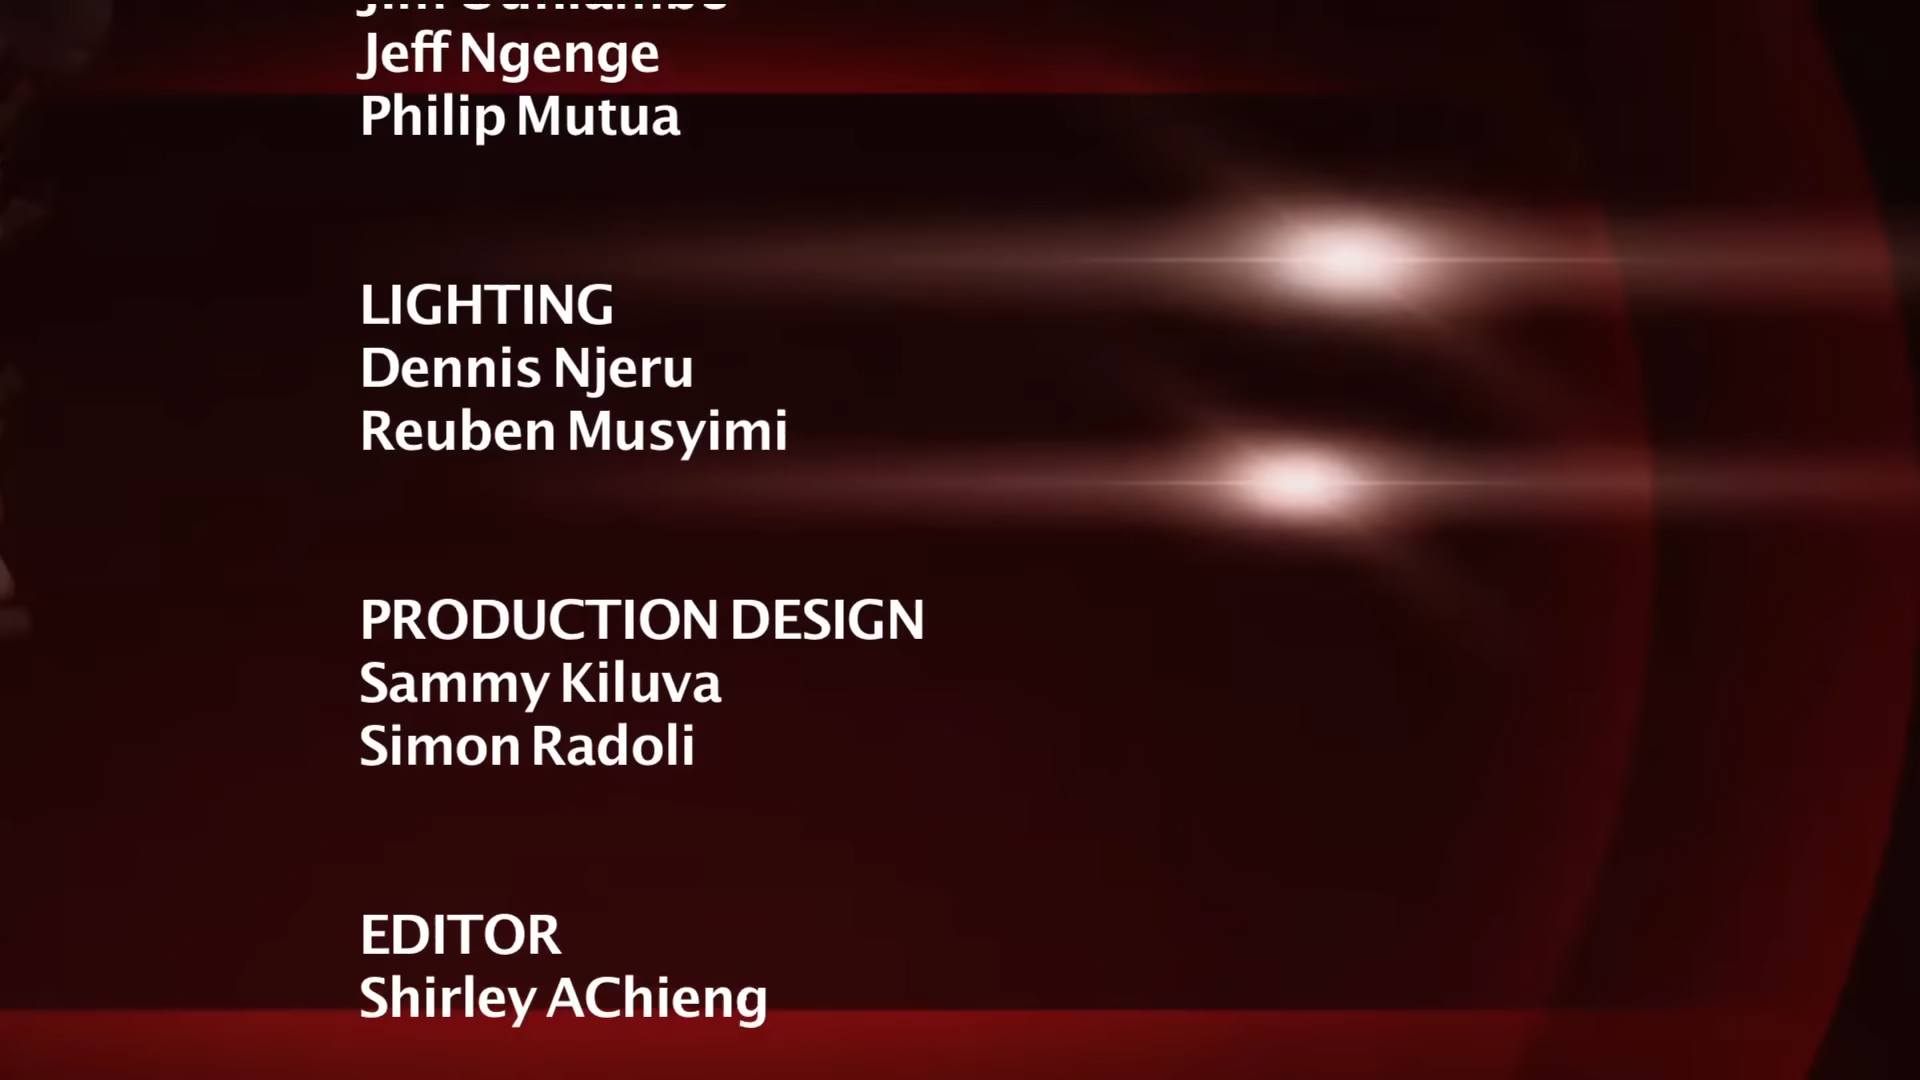 Jeff Ngenge
Philip Mutua
LIGHTING
Dennis Njeru
Reuben Musyimi
PRODUCTION DESIGN
Sammy Kiluva
Simon Radoli
EDITOR
Shirley AChieng